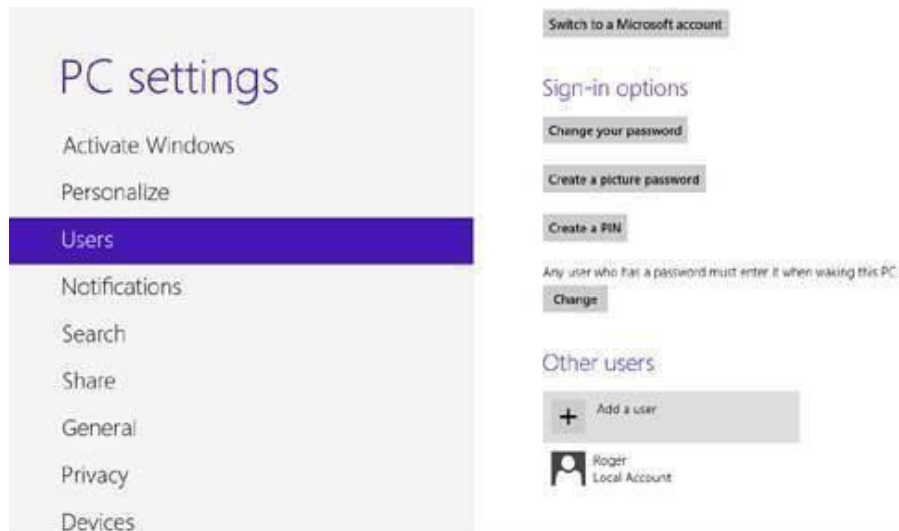 PC settings
Activate Windows
Personalize
Users
Notifications
Search
Share
General
Privacy
Devices
Switch to a Microsoft account
Sign-in options
Change your password
Create a picture password
Create a PIN
Any user who has a password must enter it when waking this PC.
Change
Other users
Add a user
Roger
Local Account